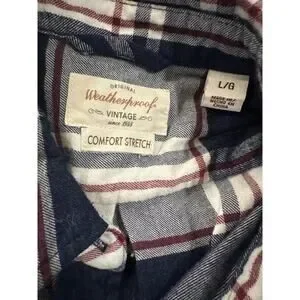 ORIGINAL
Weatherproof
VINTAGE
since 1948
COMFORT STRETCH
L/G